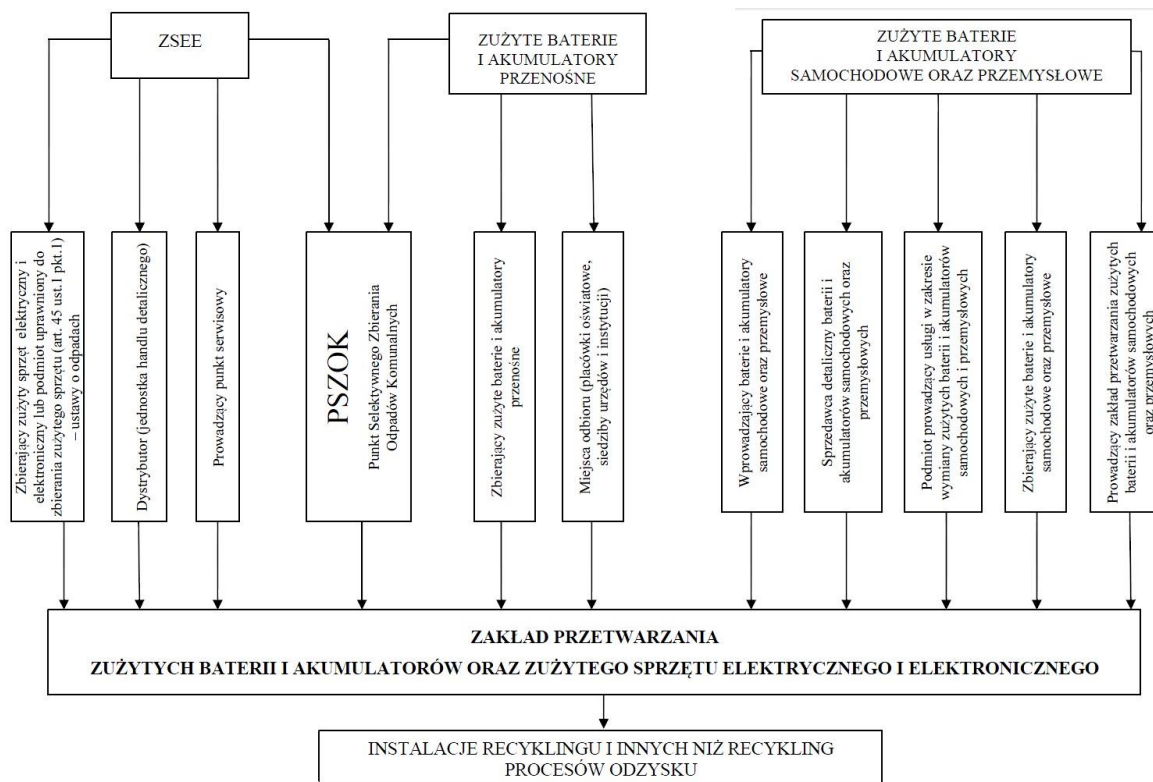 ZSEE
ZUŻYTE BATERIE
I AKUMULATORY
PRZENOŚNE
ZUŻYTE BATERIE
I AKUMULATORY
SAMOCHODOWE ORAZ PRZEMYSŁOWE
Zbierający zużyty sprzęt elektryczny i
elektroniczny lub podmiot uprawniony do
zbierania zużytego sprzętu (art. 45 ust.1 pkt.1)
– ustawy o odpadach
Dystrybutor (jednostka handlu detalicznego)
Prowadzący punkt serwisowy
PSZOK
Punkt Selektywnego Zbierania
Odpadów Komunalnych
Zbierający zużyte baterie i akumulatory
przenośne
Miejsca odbioru (placówki oświatowe,
siedziby urzędów i instytucji)
Wprowadzający baterie i akumulatory
samochodowe oraz przemysłowe
Sprzedawca detaliczny baterii i
akumulatorów samochodowych oraz
przemysłowych
Podmiot prowadzący usługi w zakresie
wymiany zużytych baterii i akumulatorów
samochodowych i przemysłowych
Zbierający zużyte baterie i akumulatory
samochodowe oraz przemysłowe
Prowadzący zakład przetwarzania zużytych
baterii i akumulatorów samochodowych
oraz przemysłowych
ZAKŁAD PRZETWARZANIA
ZUŻYTYCH BATERII I AKUMULATORÓW ORAZ ZUŻYTEGO SPRZĘTU ELEKTRYCZNEGO I ELEKTRONICZNEGO
INSTALACJE RECYKLINGU I INNYCH NIŻ RECYKLING
PROCESÓW ODZYSKU